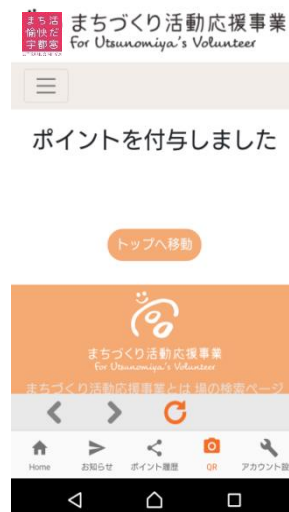 まち活
愉快だ
宇都宮
まちづくり活動応援事業
For Utsunomiya's Volunteer
ポイントを付与しました
トップへ移動
まちづくり活動応援事業
For Utsunomiya's Volunteer
まちづくり活動応援事業とは 場の検索ページ
Home
お知らせ
ポイント履歴
QR
アカウント設